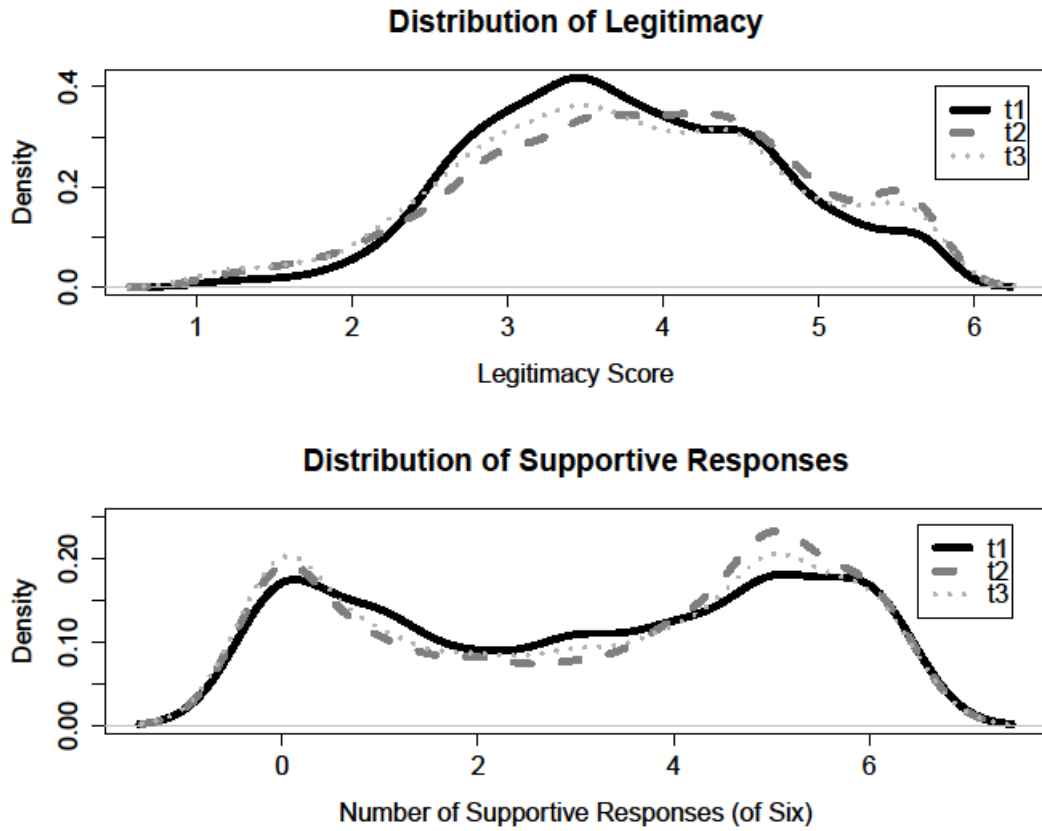 Distribution of Legitimacy
Density
0.0 0.2 0.4
t1
t2
t3
1 2 3 4 5 6
Legitimacy Score
Distribution of Supportive Responses
Density
0.00 0.10 0.20
t1
t2
t3
0 2 4 6
Number of Supportive Responses (of Six)